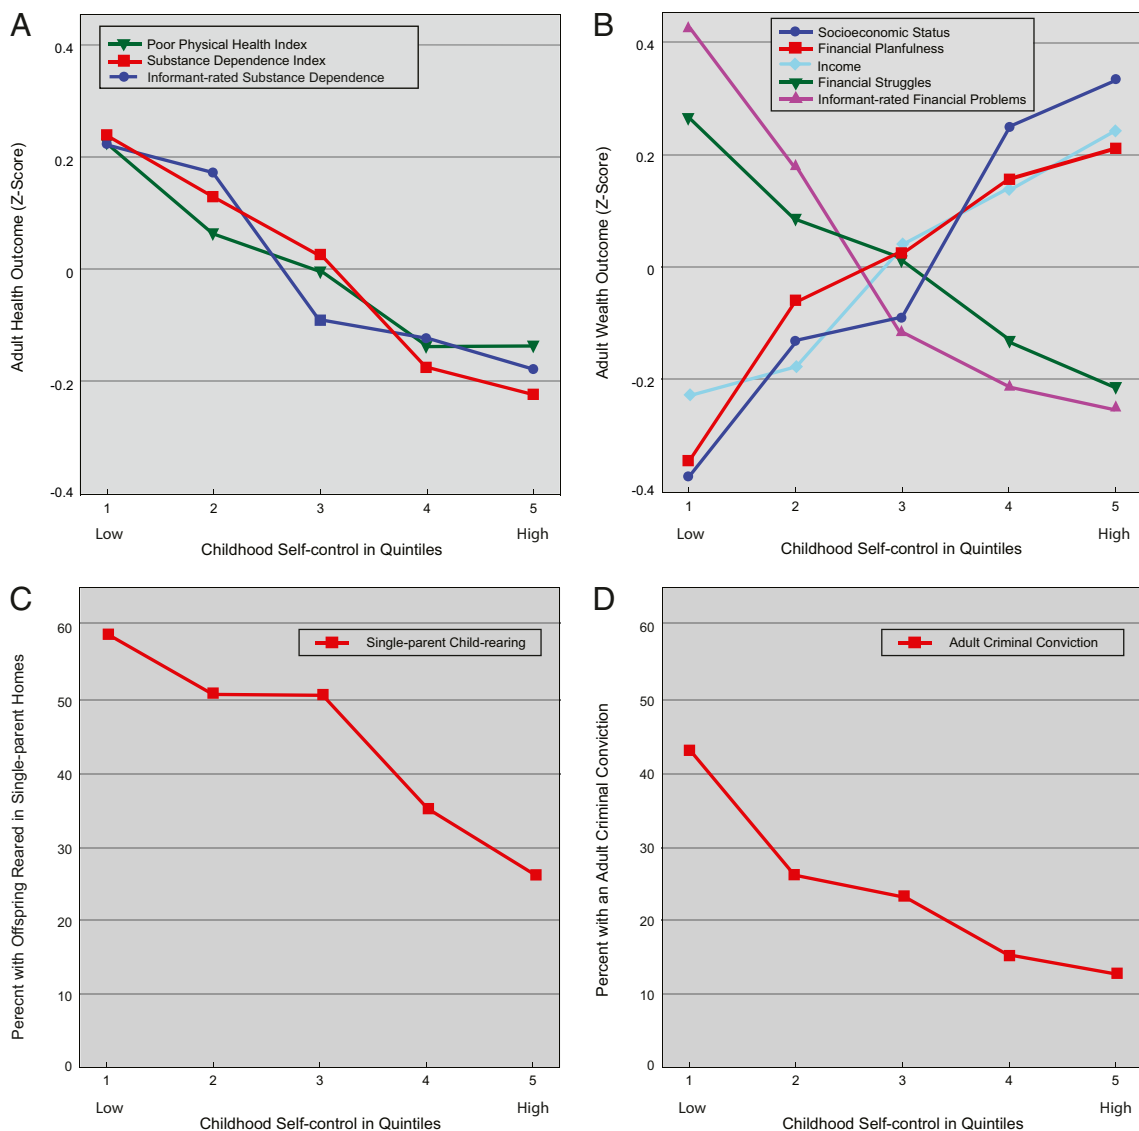 A
Poor Physical Health Index
Substance Dependence Index
Informant-rated Substance Dependence
0.4
0.2
0
-0.2
-0.4
Adult Health Outcome (Z-Score)
1
2
3
4
5
Low
High
Childhood Self-control in Quintiles
B
Socioeconomic Status
Financial Planfulness
Income
Financial Struggles
Informant-rated Financial Problems
0.4
0.2
0
-0.2
-0.4
Adult Wealth Outcome (Z-Score)
1
2
3
4
5
Low
High
Childhood Self-control in Quintiles
C
Single-parent Child-rearing
60
50
40
30
20
10
0
Perecnt with Offspring Reared in Single-parent Homes
1
2
3
4
5
Low
High
Childhood Self-control in Quintiles
D
Adult Criminal Conviction
60
50
40
30
20
10
0
Percent with an Adult Criminal Conviction
1
2
3
4
5
Low
High
Childhood Self-control in Quintiles